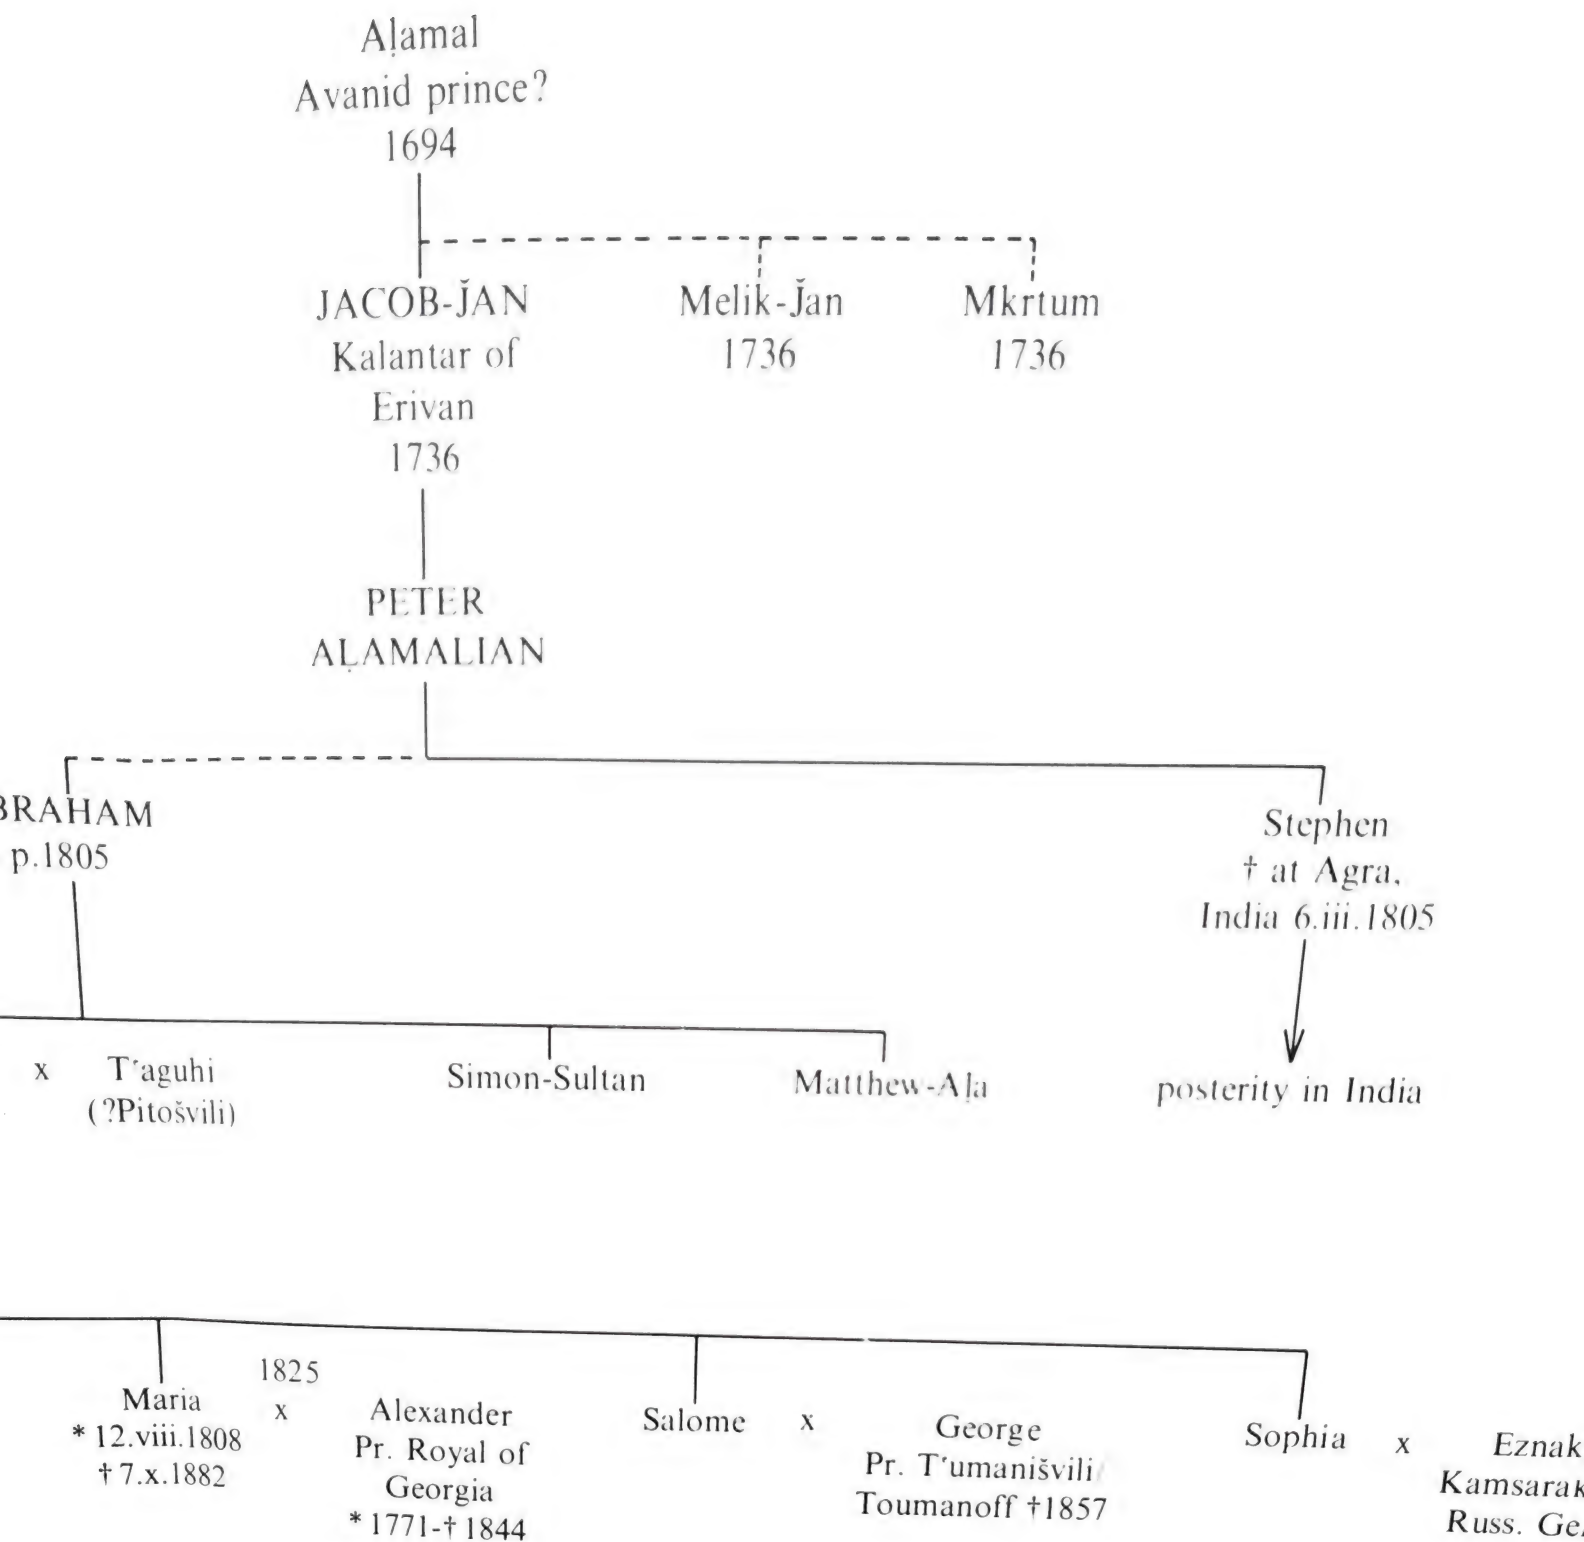 Aḷamal
Avanid prince?
1694
JACOB-J̌AN
Kalantar of
Erivan
1736
Melik-J̌an
1736
Mkrtum
1736
PETER
AḶAMALIAN
BRAHAM
p.1805
Stephen
† at Agra,
India 6.iii.1805
x T'aguhi
(?Pitošvili)
Simon-Sultan
Matthew-Aḷa
posterity in India
Maria
* 12.viii.1808
† 7.x.1882
1825
x
Alexander
Pr. Royal of
Georgia
* 1771-† 1844
Salome x
George
Pr. T'umanišvili/
Toumanoff †1857
Sophia x
Eznak
Kamsarak
Russ. Ge